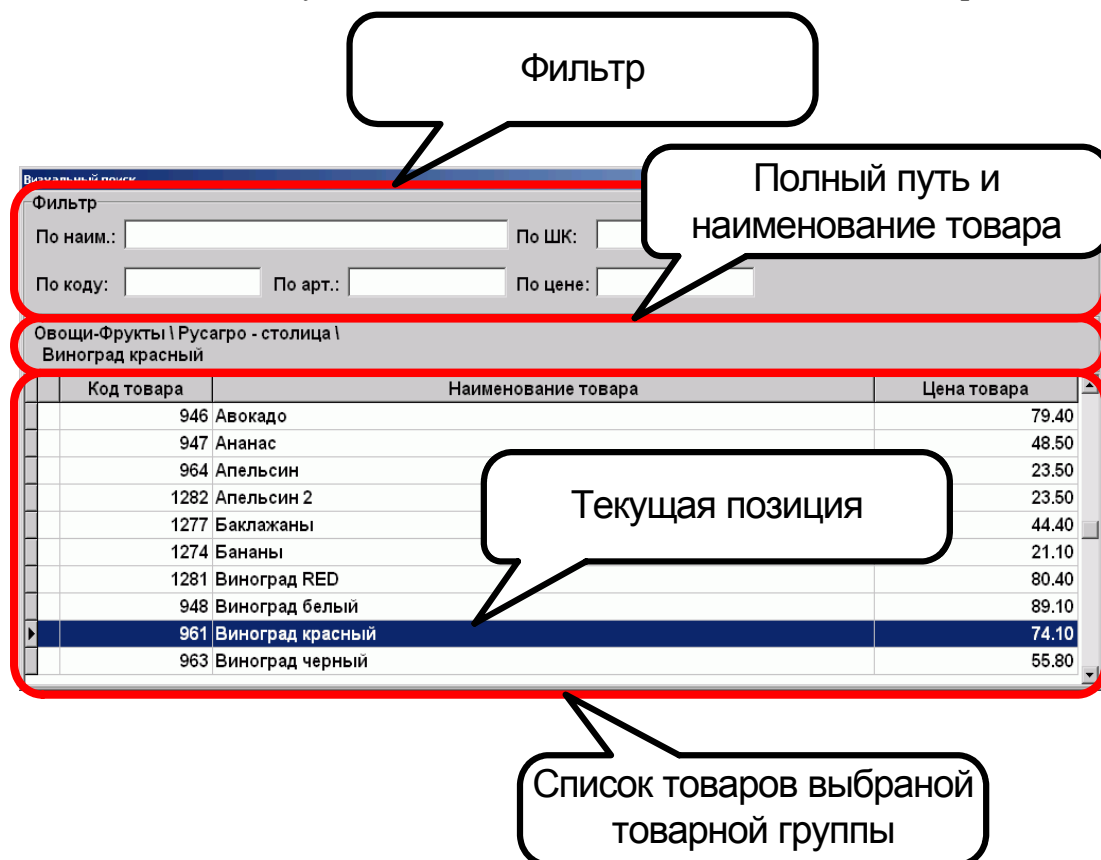 Фильтр
Полный путь и
наименование товара
Визуальный поиск
Фильтр
По наим.:
По ШК:
По коду:
По арт.:
По цене:
Овощи-Фрукты \ Русагро - столица \
Виноград красный
Код товара Наименование товара Цена товара
946 Авокадо 79.40
947 Ананас 48.50
964 Апельсин 23.50
1282 Апельсин 2 23.50
1277 Баклажаны 44.40
1274 Бананы 21.10
1281 Виноград RED 80.40
948 Виноград белый 89.10
961 Виноград красный 74.10
963 Виноград черный 55.80
Текущая позиция
Список товаров выбраной
товарной группы